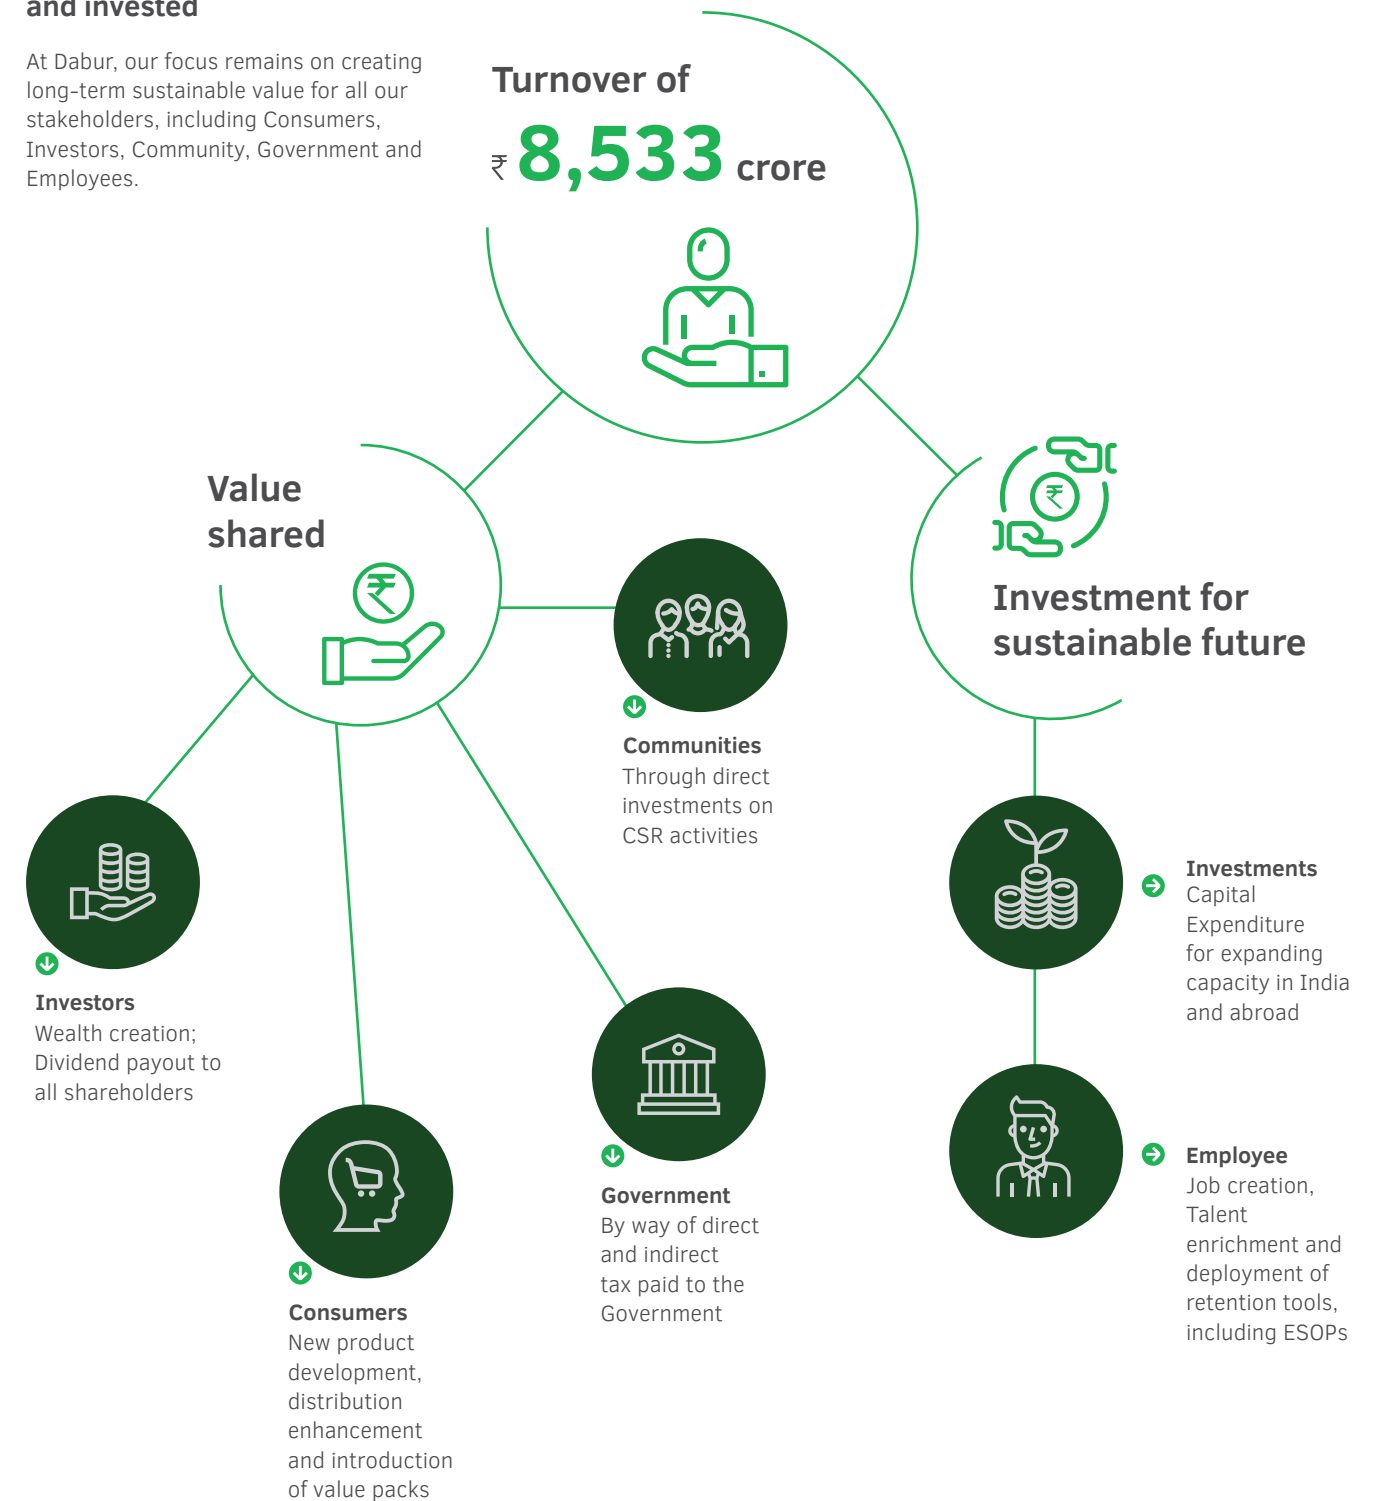 and invested
At Dabur, our focus remains on creating
long-term sustainable value for all our
stakeholders, including Consumers,
Investors, Community, Government and
Employees.
Turnover of
₹ 8,533 crore
Value
shared
₹
₹
Investment for
sustainable future
Communities
Through direct
investments on
CSR activities
Investors
Wealth creation;
Dividend payout to
all shareholders
Consumers
New product
development,
distribution
enhancement
and introduction
of value packs
Government
By way of direct
and indirect
tax paid to the
Government
Investments
Capital
Expenditure
for expanding
capacity in India
and abroad
Employee
Job creation,
Talent
enrichment and
deployment of
retention tools,
including ESOPs